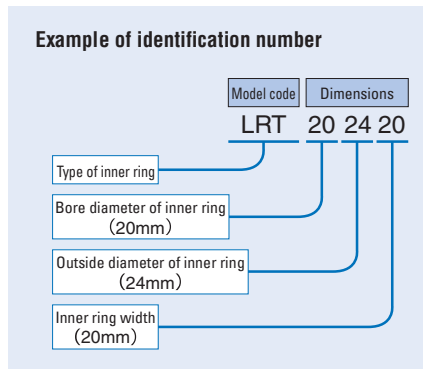 Example of identification number
Model code Dimensions
LRT 20 24 20
Type of inner ring
Bore diameter of inner ring
（20mm）
Outside diameter of inner ring
（24mm）
Inner ring width
（20mm）